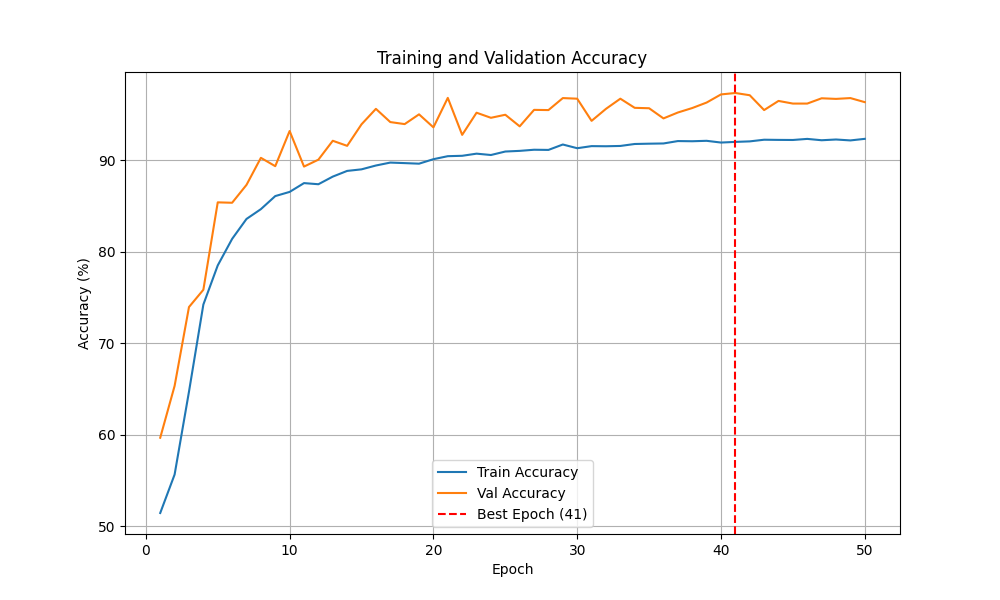 Training and Validation Accuracy
Accuracy (%)
90
80
70
60
50
Train Accuracy
Val Accuracy
Best Epoch (41)
0 10 20 30 40 50
Epoch